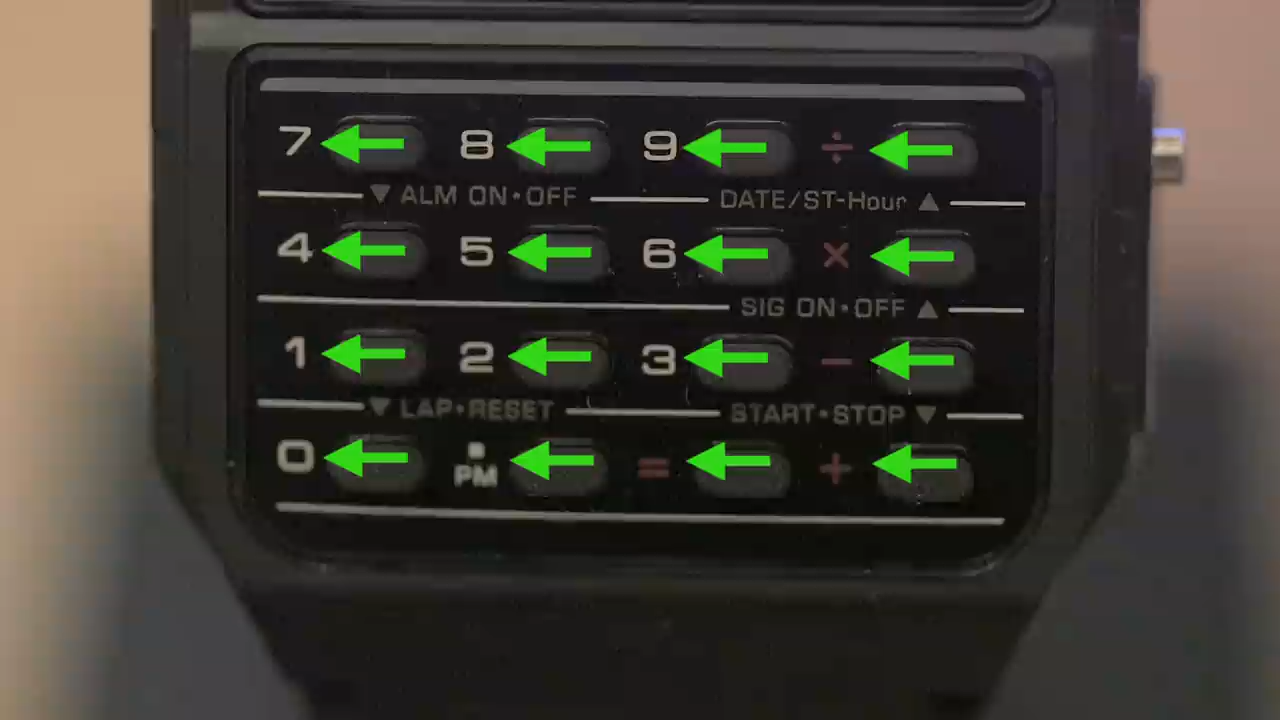 7 8 9 ÷
▼ ALM ON•OFF DATE/ST-Hour ▲
4 5 6 ×
SIG ON•OFF ▲
1 2 3 −
▼ LAP•RESET START•STOP ▼
0 . = +
PM